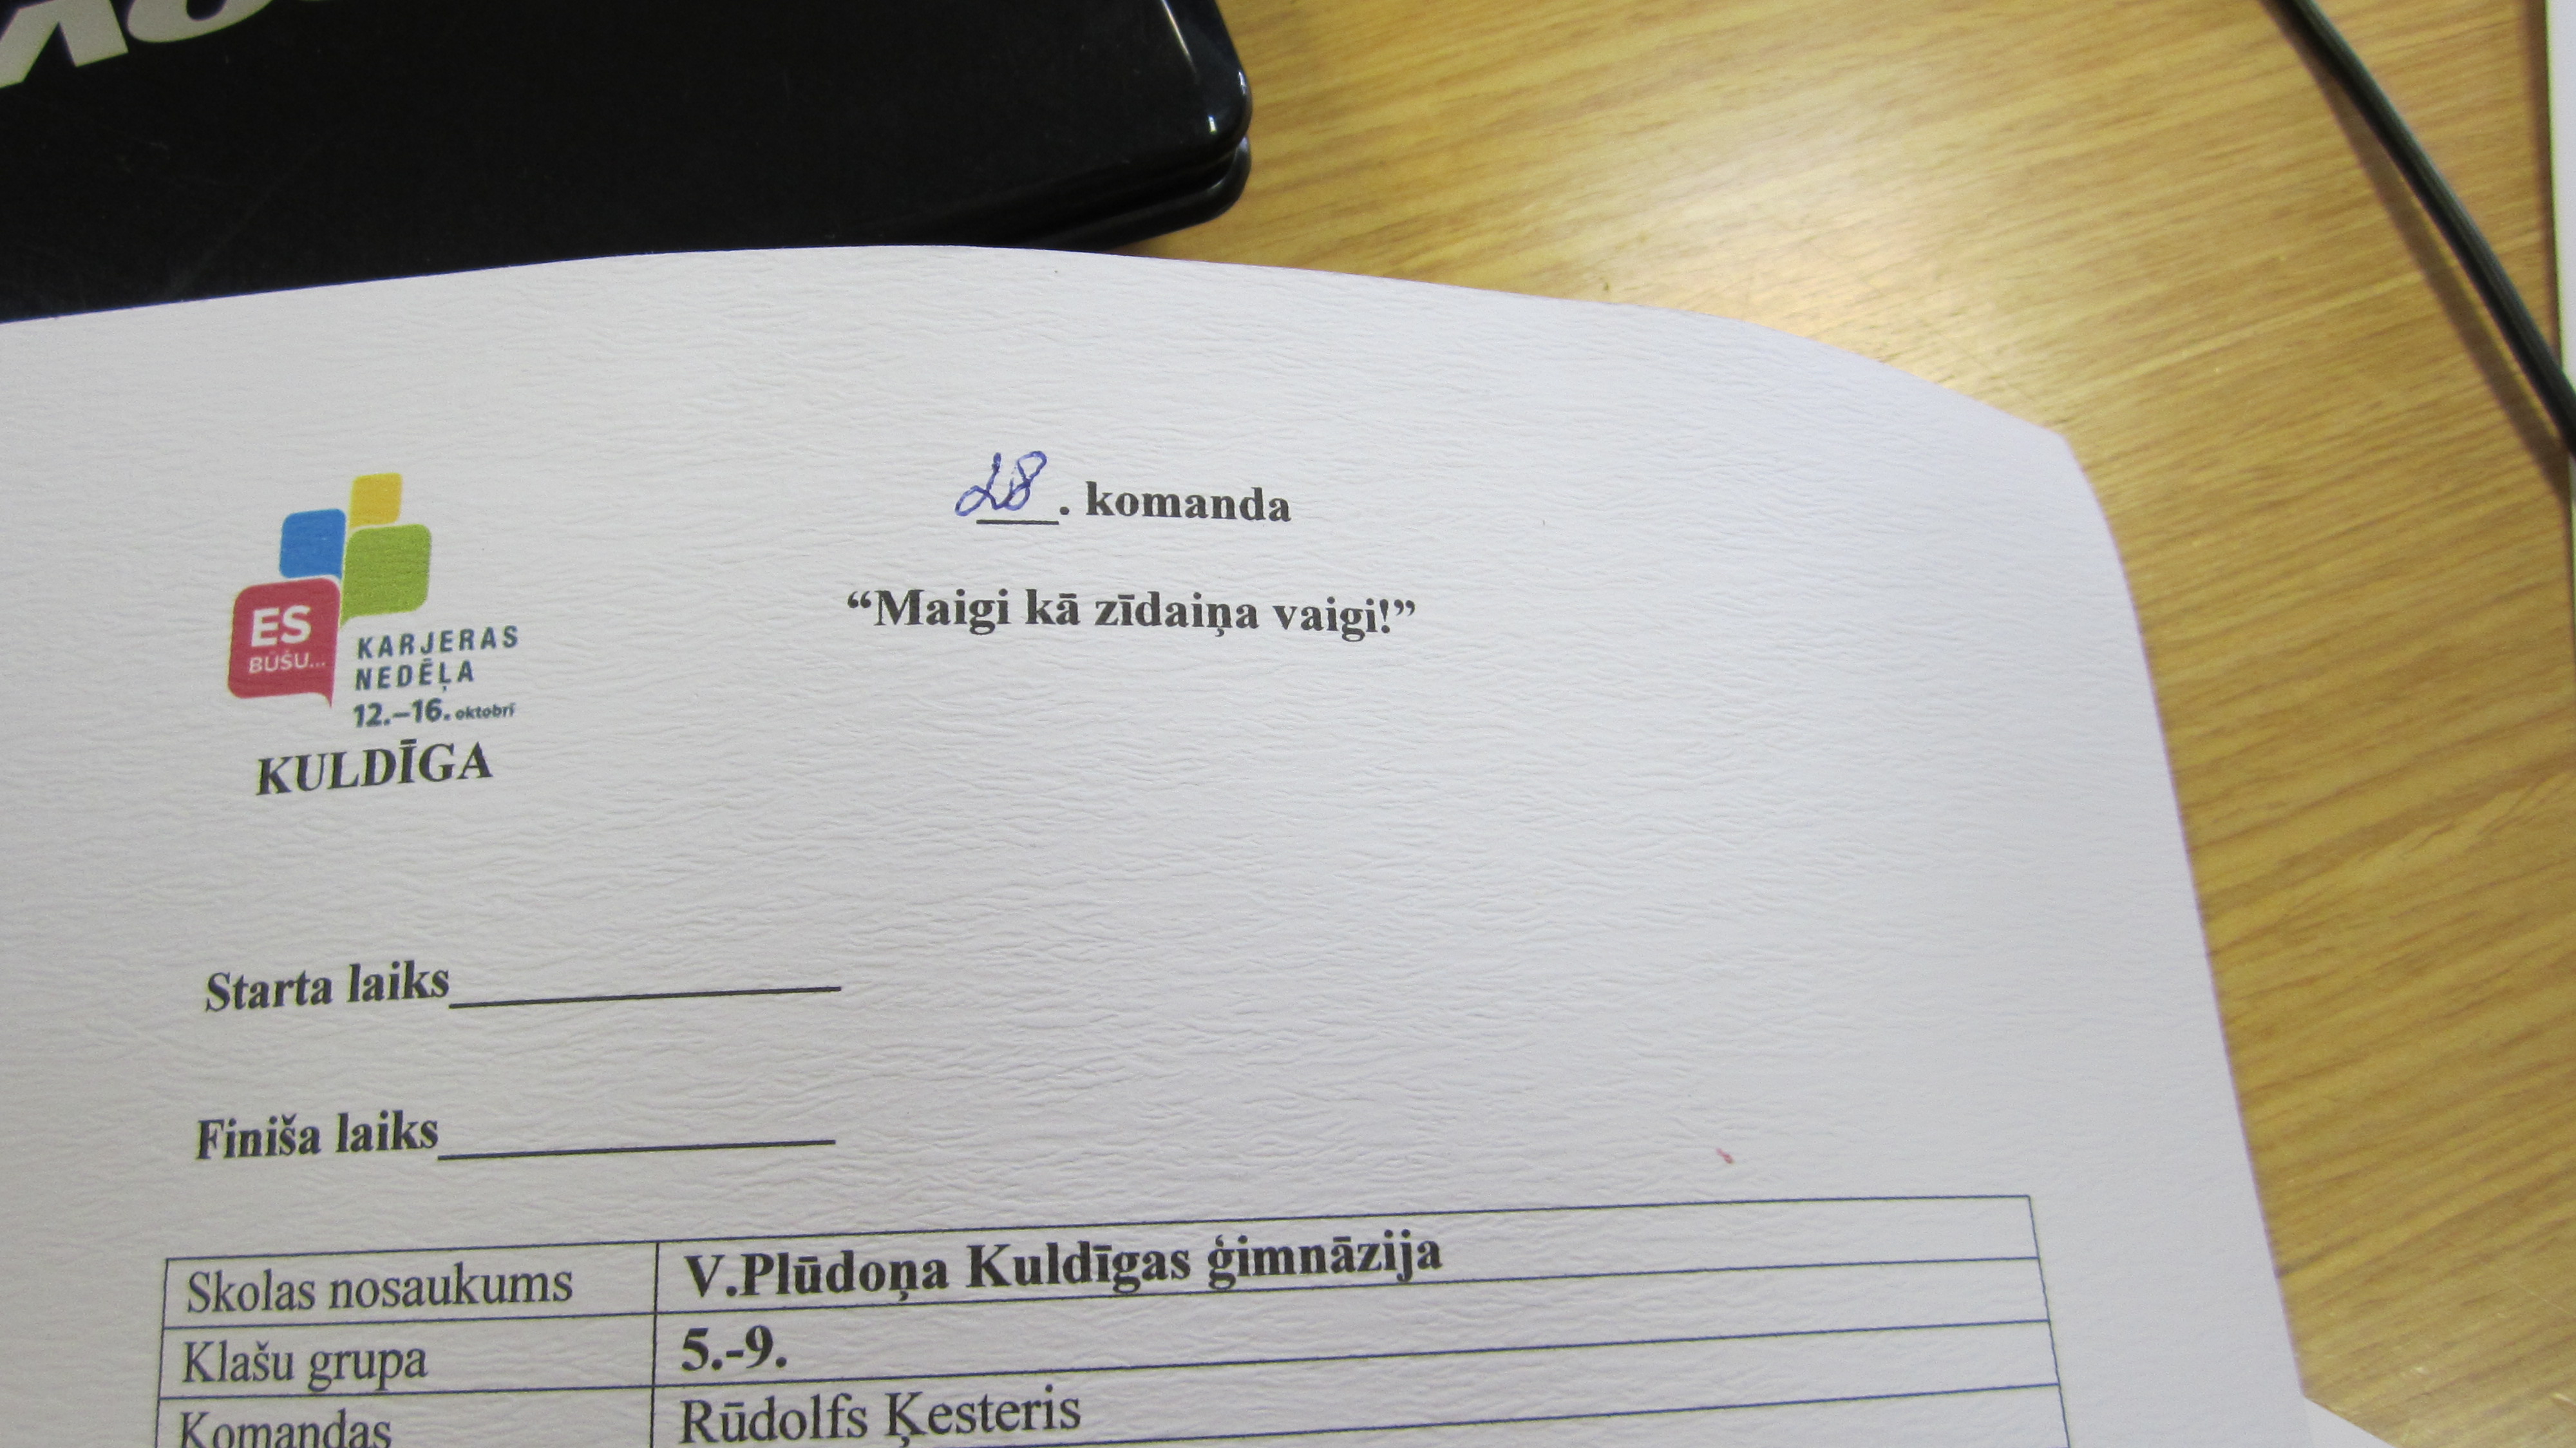 28. komanda
“Maigi kā zīdaiņa vaigi!”
ES
BŪŠU...
KARJERAS
NEDĒĻA
12.–16. oktobrī
KULDĪGA
Starta laiks
Finiša laiks
Skolas nosaukums V.Plūdoņa Kuldīgas ģimnāzija
Klašu grupa 5.-9.
Komandas Rūdolfs Ķesteris